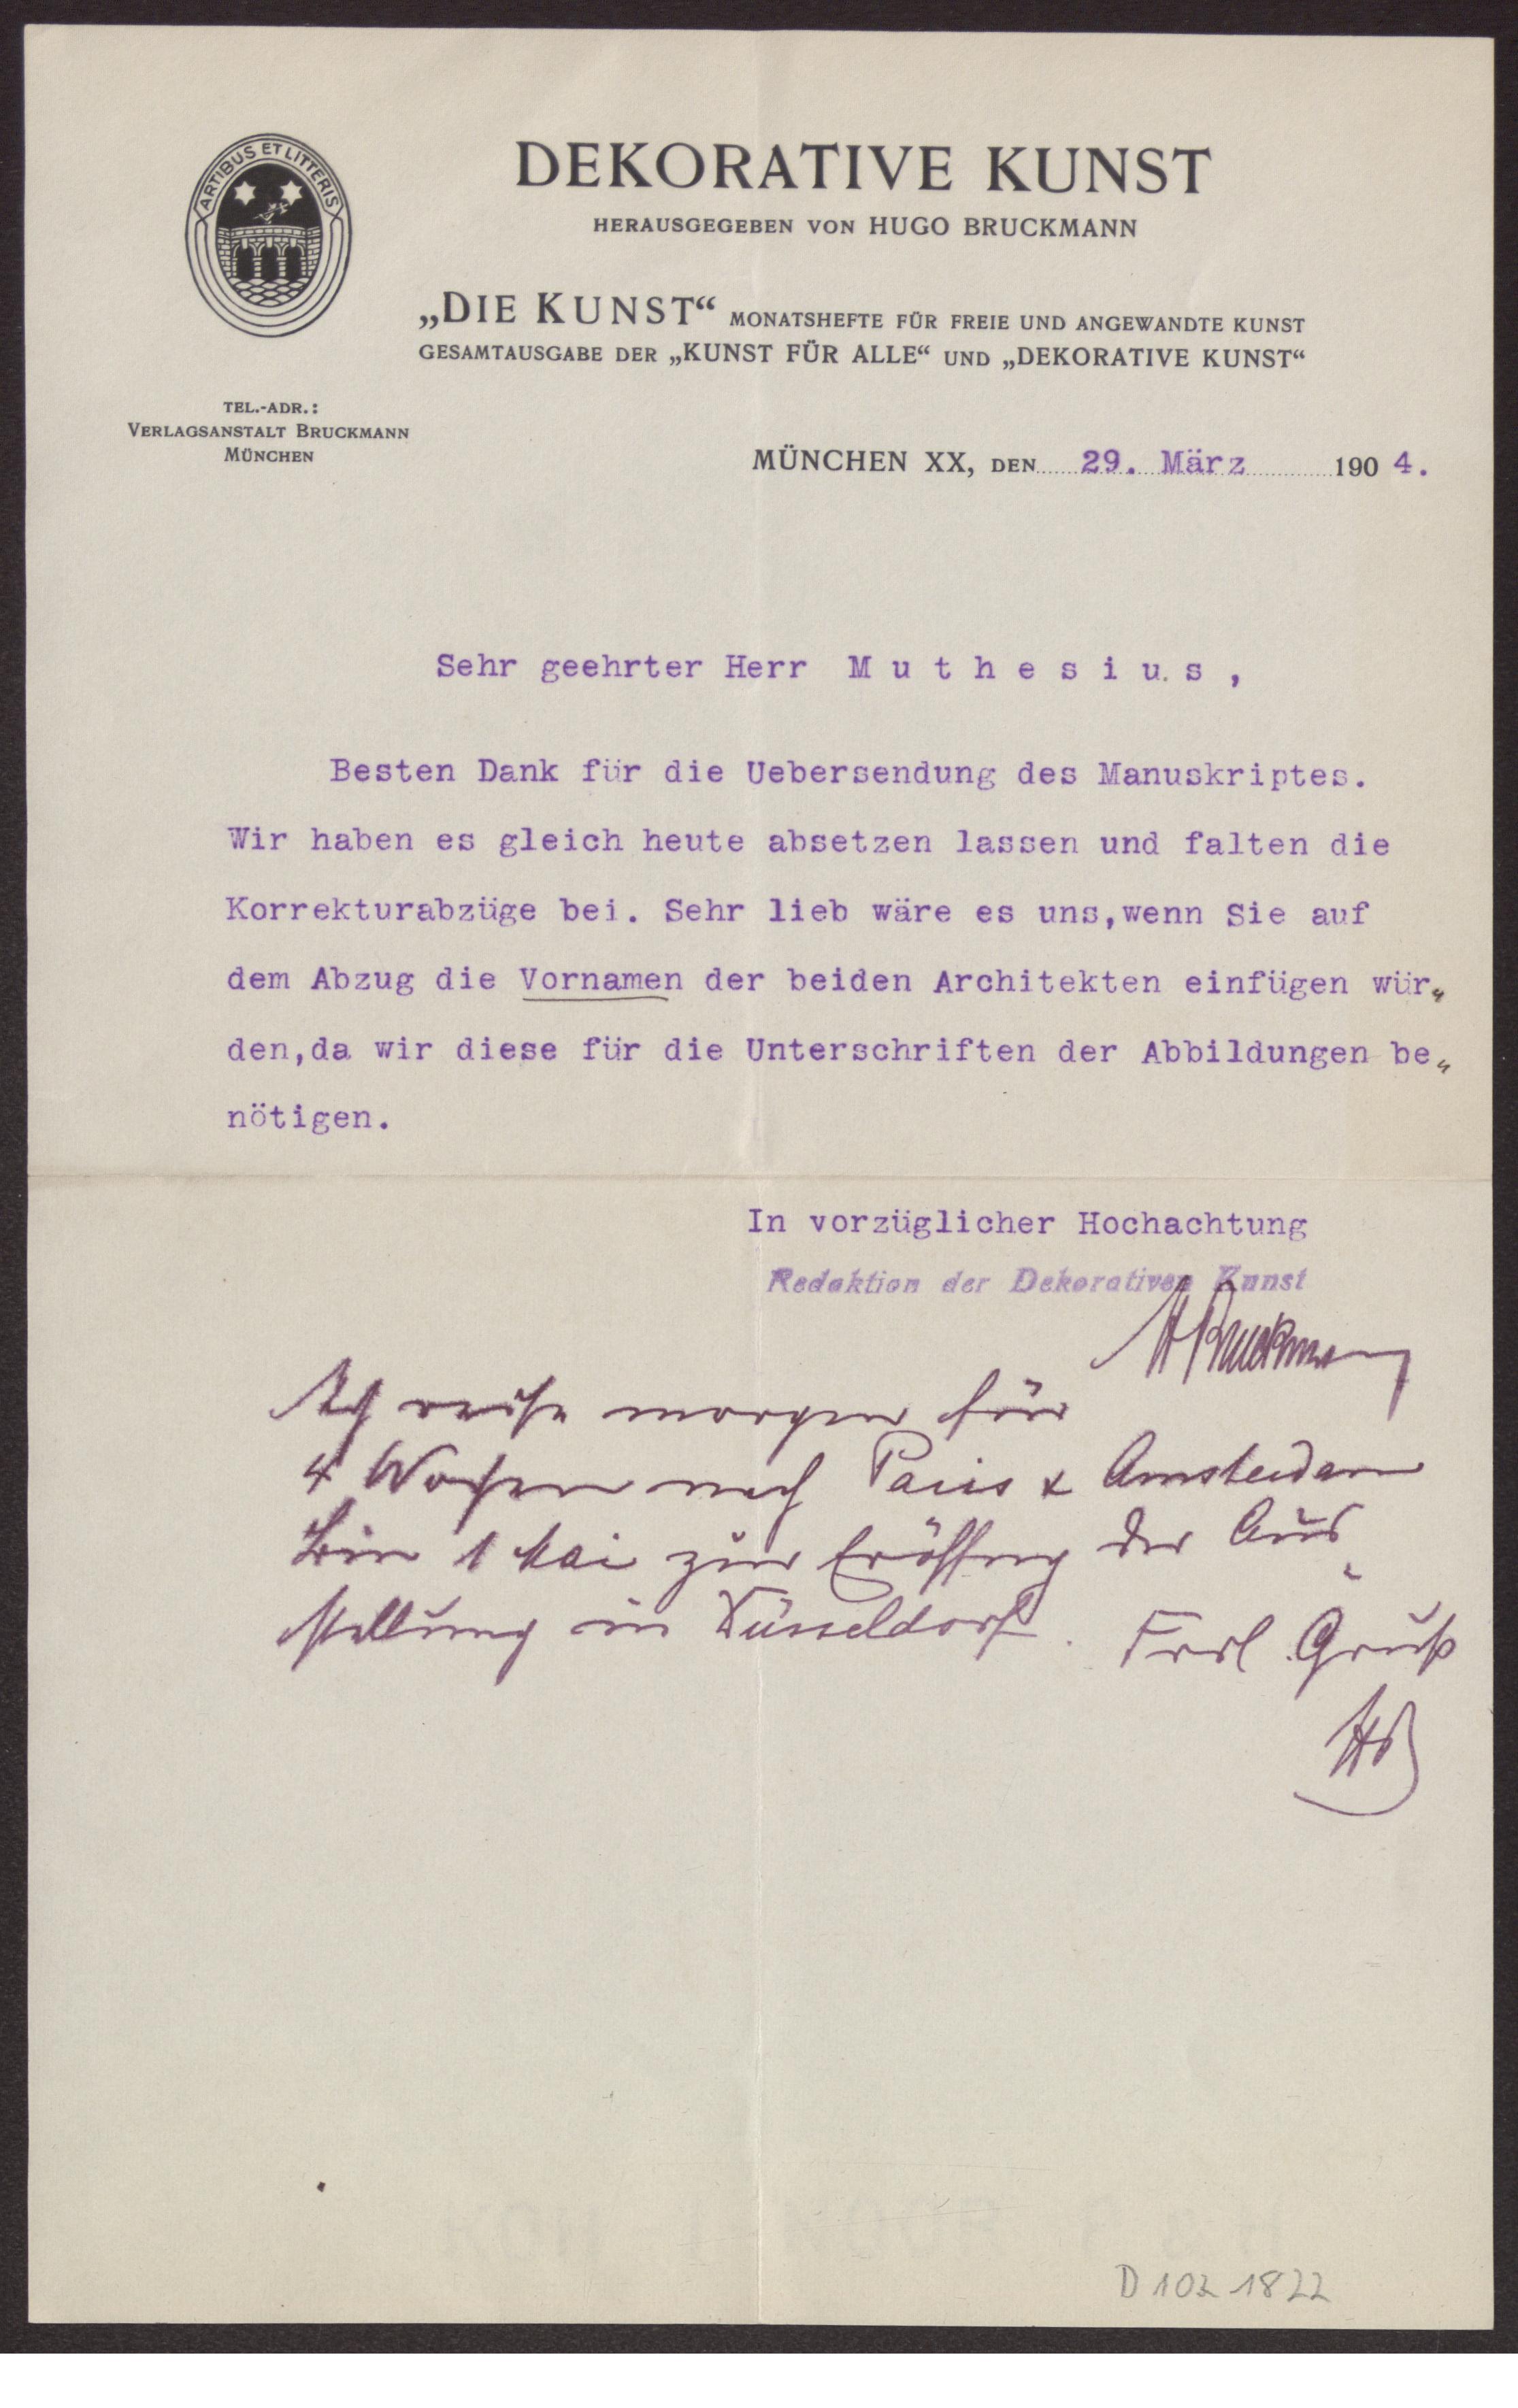 ARTIBUS ET LITTERIS
DEKORATIVE KUNST
HERAUSGEGEBEN VON HUGO BRUCKMANN
„DIE KUNST“ MONATSHEFTE FÜR FREIE UND ANGEWANDTE KUNST
GESAMTAUSGABE DER „KUNST FÜR ALLE“ UND „DEKORATIVE KUNST“
TEL.-ADR.:
VERLAGSANSTALT BRUCKMANN
MÜNCHEN
MÜNCHEN XX, DEN 29. März 1904.
Sehr geehrter Herr M u t h e s i u. s ,
Besten Dank für die Uebersendung des Manuskriptes.
Wir haben es gleich heute absetzen lassen und falten die
Korrekturabzüge bei. Sehr lieb wäre es uns,wenn Sie auf
dem Abzug die Vornamen der beiden Architekten einfügen wür„
den,da wir diese für die Unterschriften der Abbildungen be„
nötigen.
In vorzüglicher Hochachtung
Redaktion der Dekorativen Kunst
H Bruckmann
Ich reise morgen für
4 Wochen nach Paris & Amsterdam
bin 1 Mai zur Eröffng der Aus„
stellung in Düsseldorf. Frdl. Gruß
HB
D 102 1822